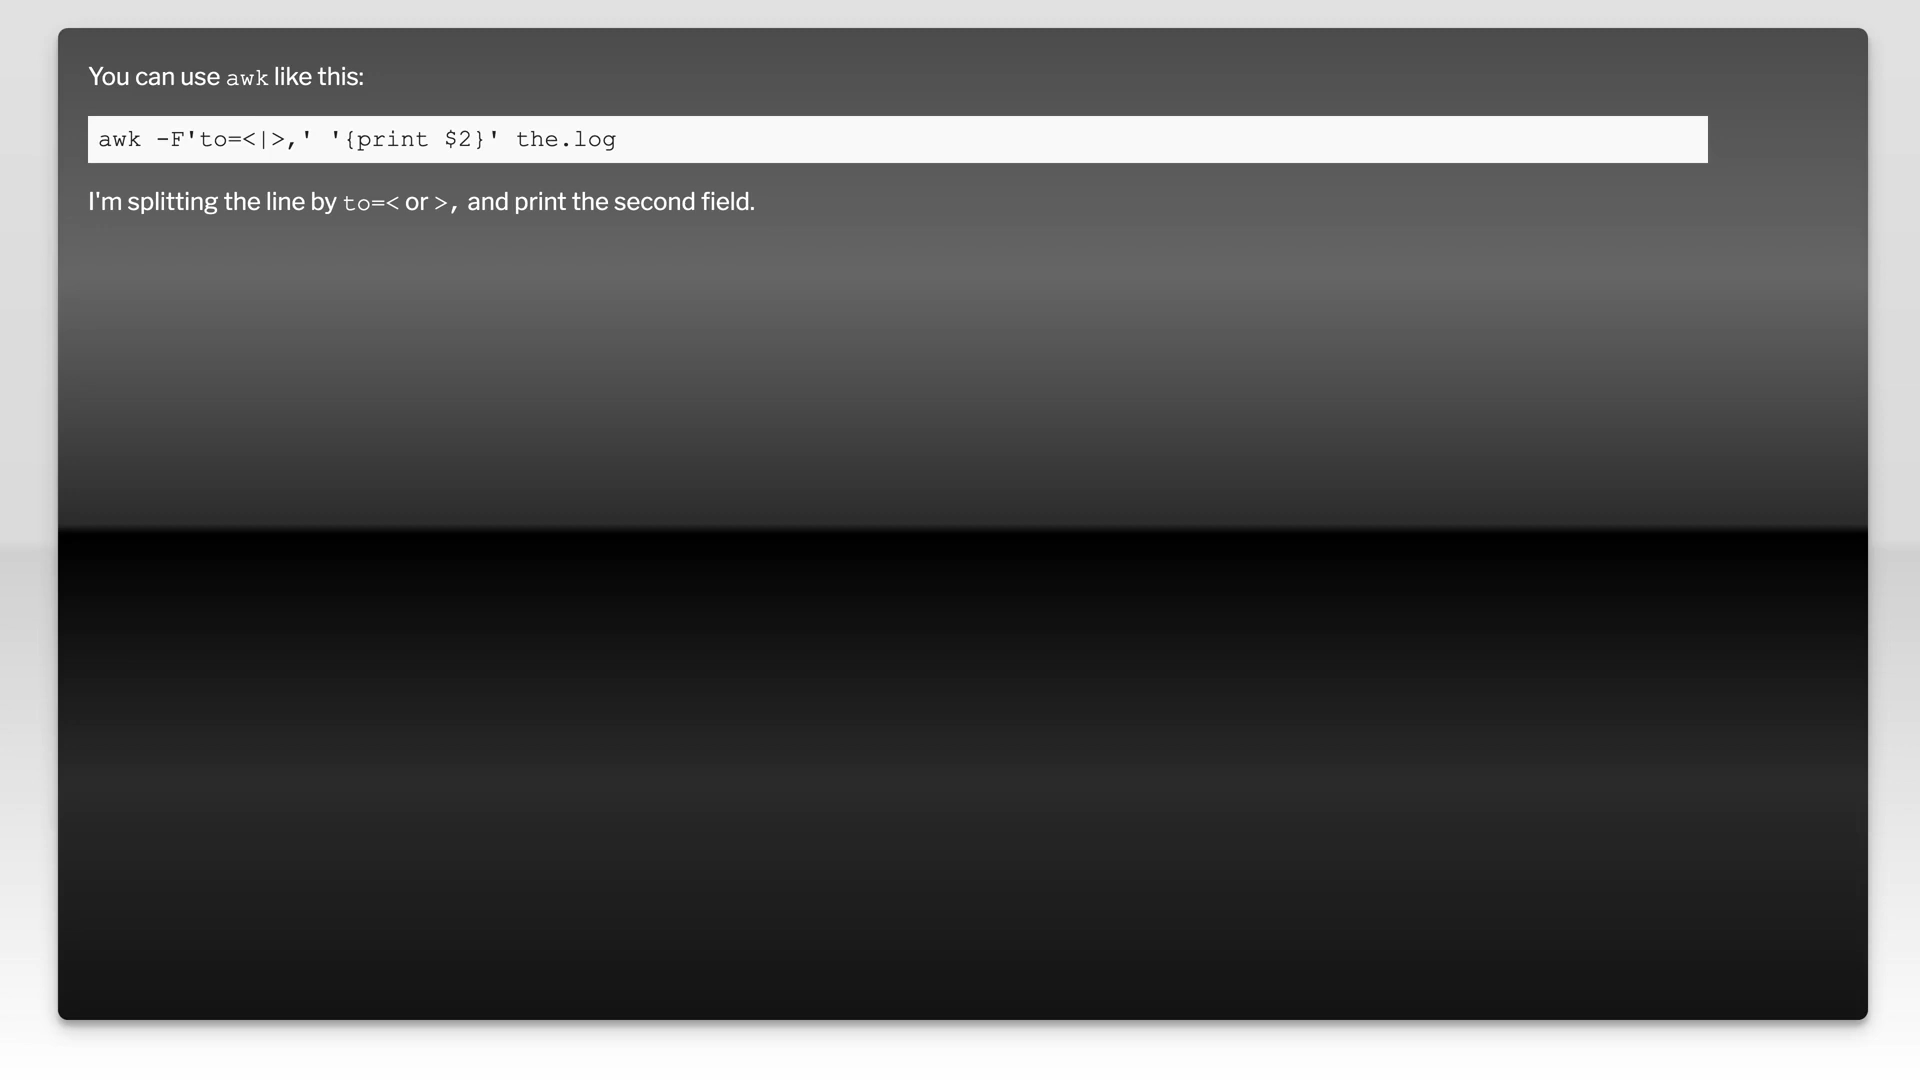 You can use awk like this:
awk -F'to=<|>,' '{print $2}' the.log
I'm splitting the line by to=< or >, and print the second field.